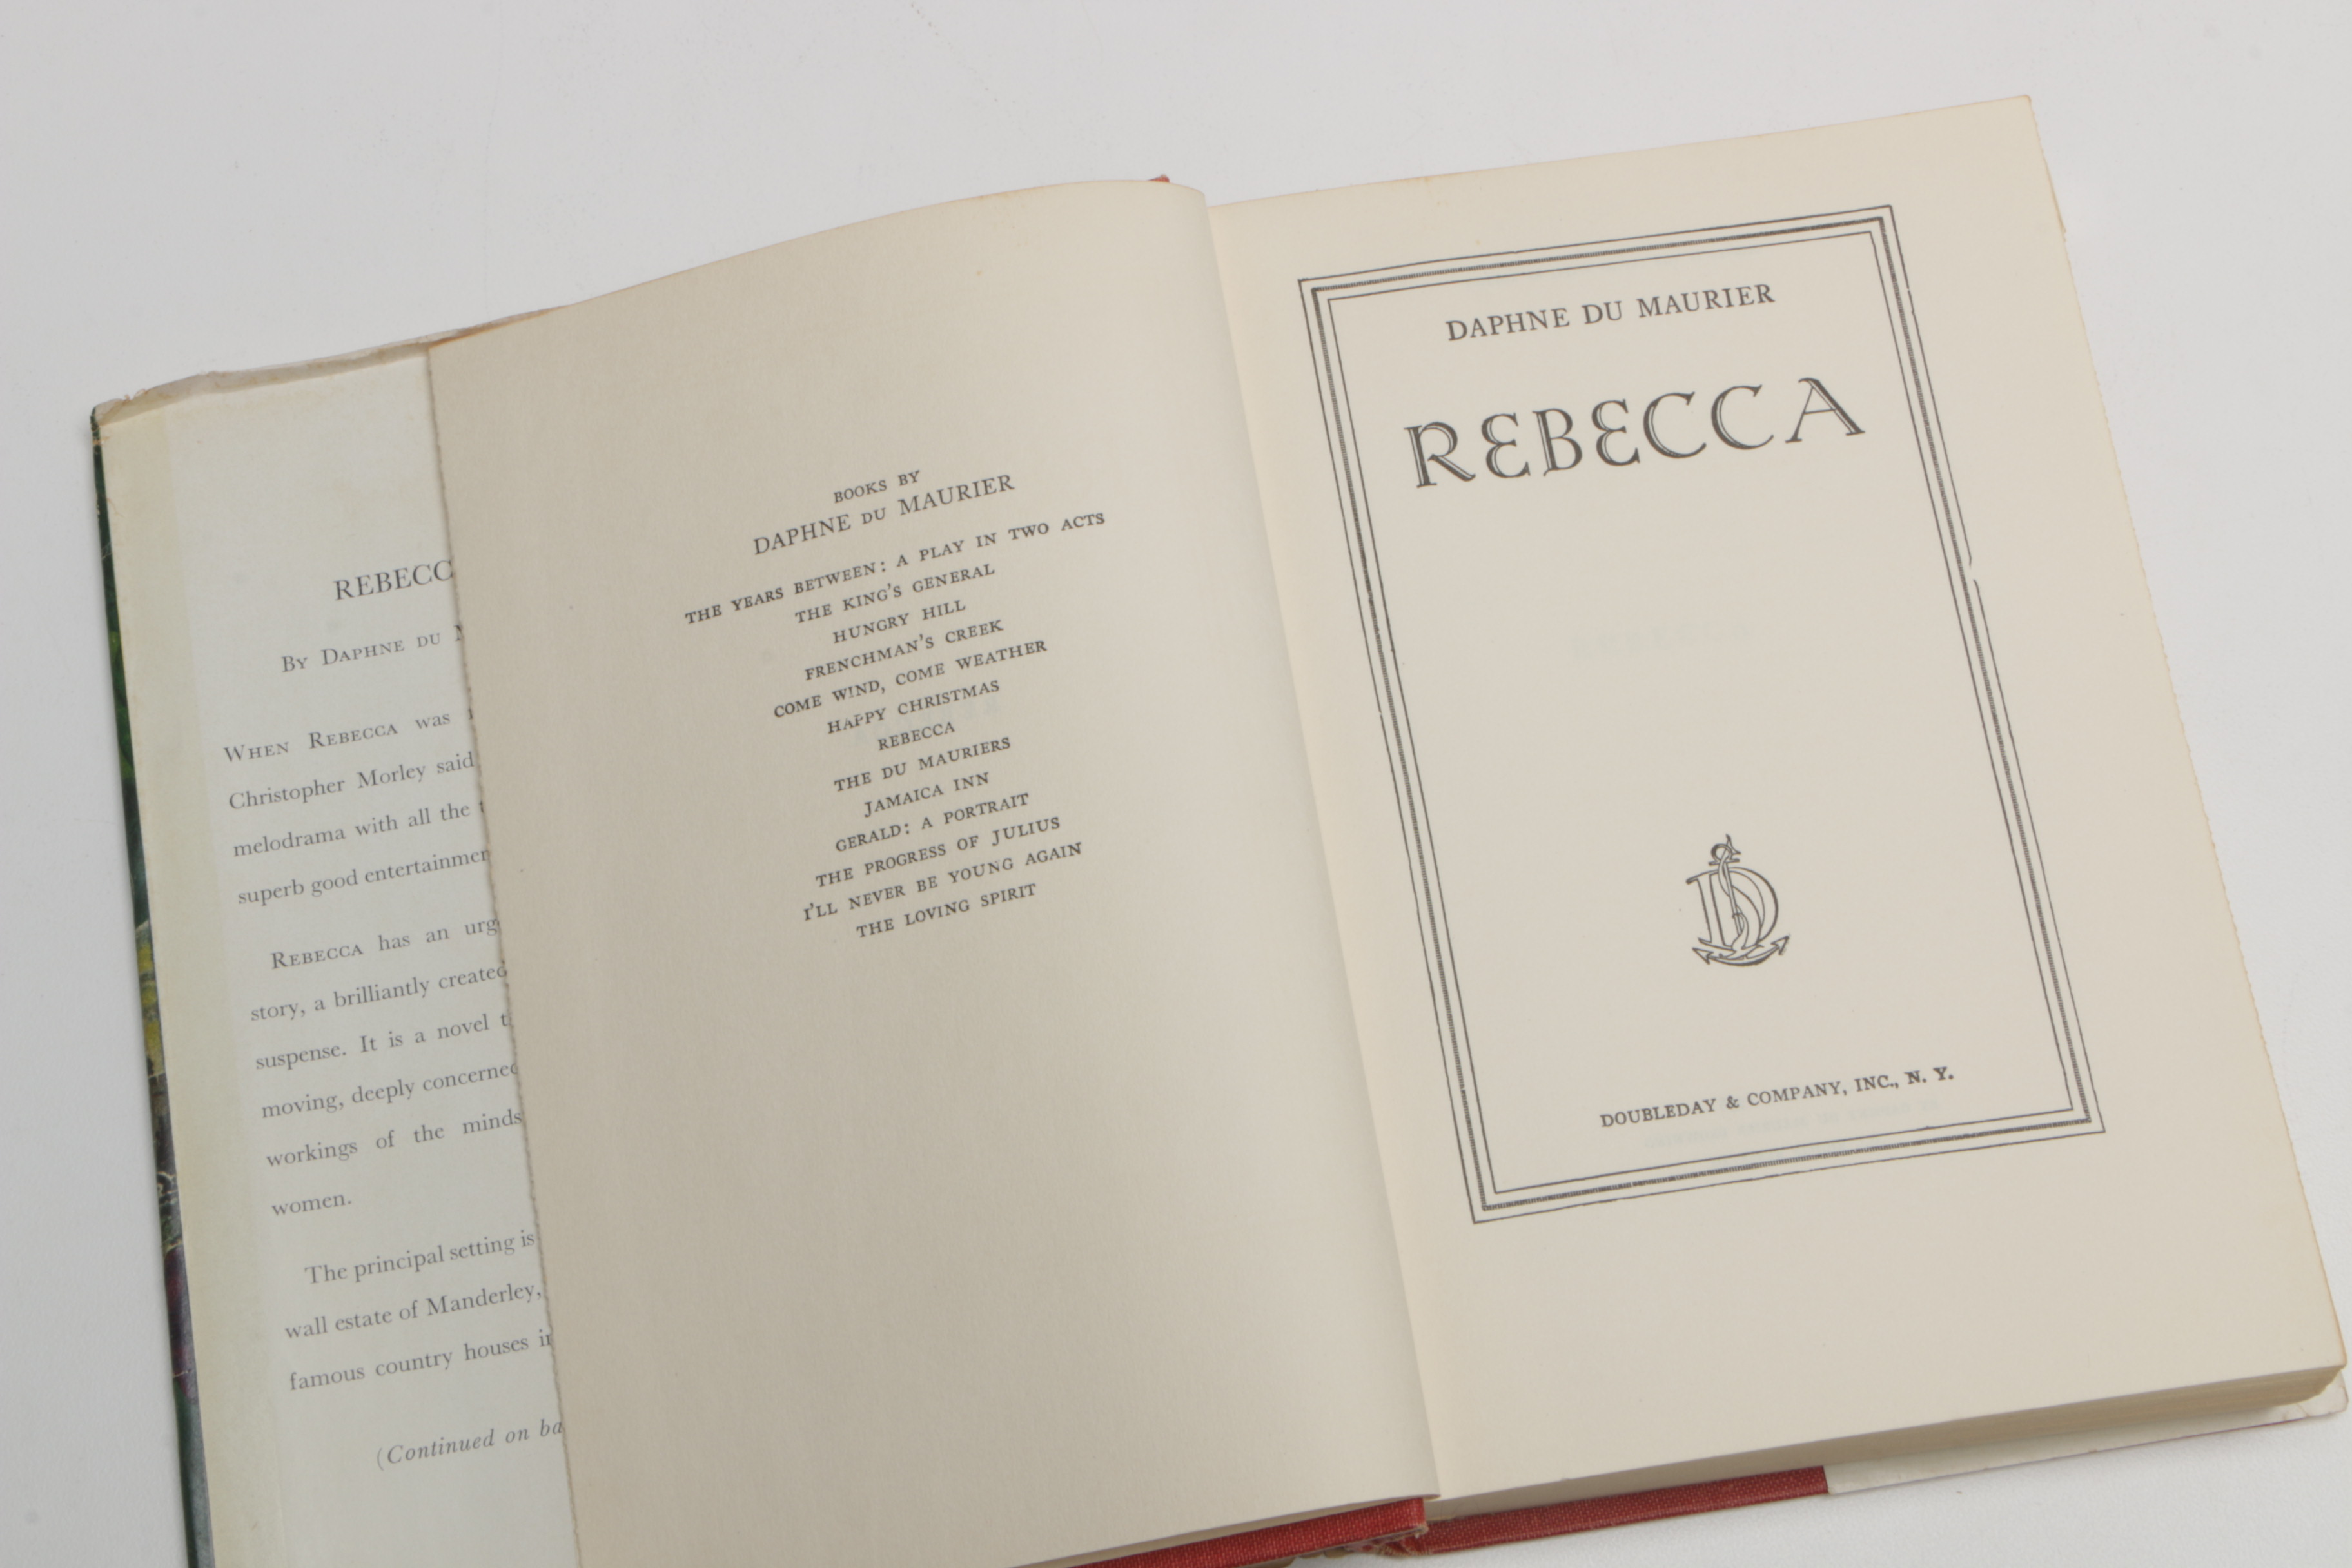 REBECC
BY DAPHNE DU
WHEN REBECCA was
Christopher Morley said
melodrama with all the
superb good entertainmen
REBECCA has an urg
story, a brilliantly created
suspense. It is a novel
moving, deeply concerned
workings of the minds
women.
The principal setting is
wall estate of Manderley,
famous country houses in
(Continued on ba
BOOKS BY
DAPHNE DU MAURIER
THE YEARS BETWEEN: A PLAY IN TWO ACTS
THE KING'S GENERAL
HUNGRY HILL
FRENCHMAN'S CREEK
COME WIND, COME WEATHER
HAPPY CHRISTMAS
REBECCA
THE DU MAURIERS
JAMAICA INN
GERALD: A PORTRAIT
THE PROGRESS OF JULIUS
I'LL NEVER BE YOUNG AGAIN
THE LOVING SPIRIT
DAPHNE DU MAURIER
REBECCA
D
DOUBLEDAY & COMPANY, INC., N. Y.